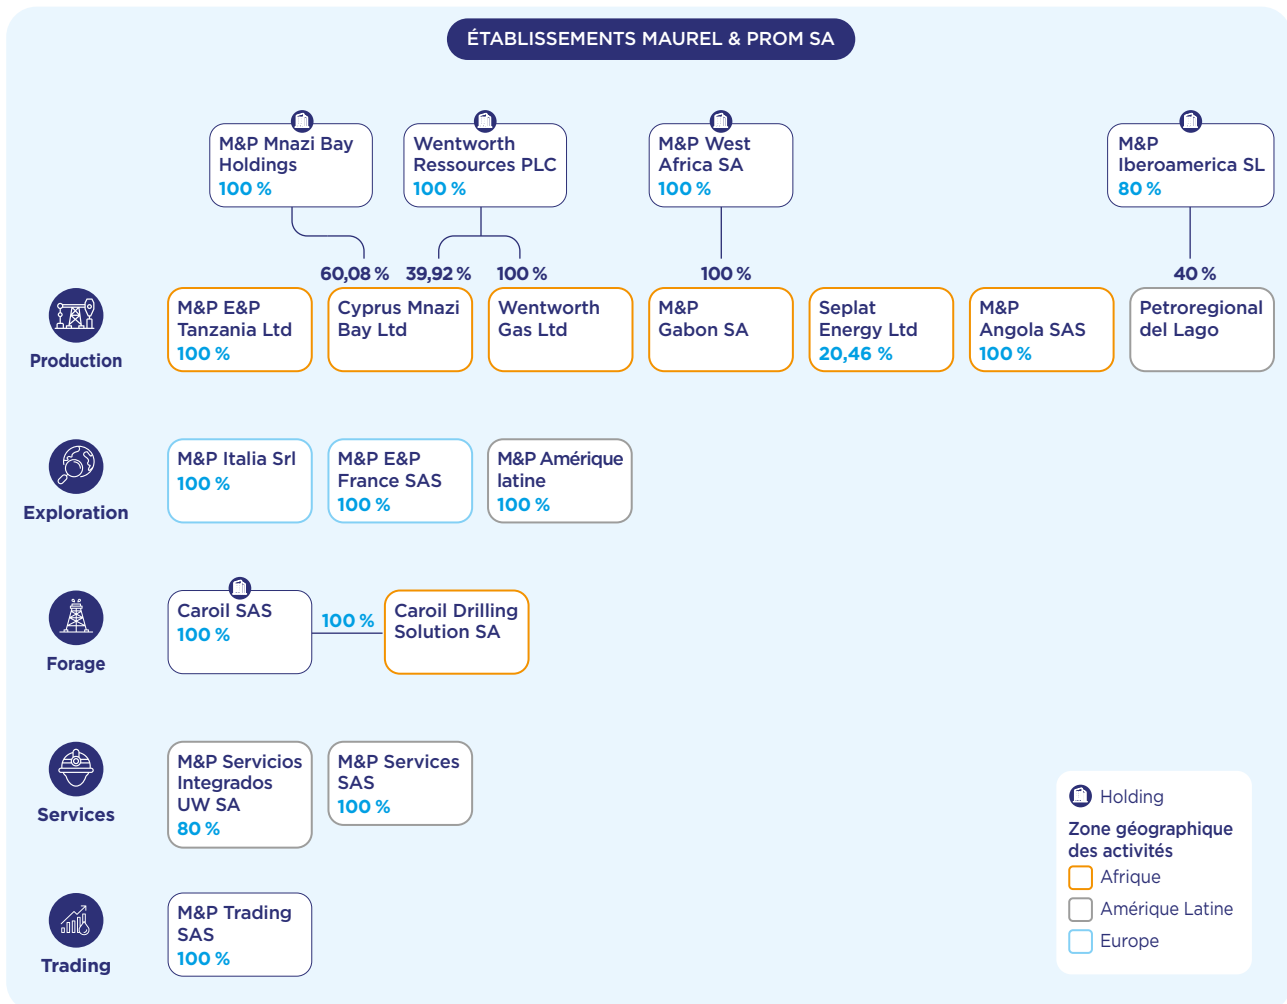 ÉTABLISSEMENTS MAUREL & PROM SA
M&P Mnazi Bay
Holdings
100 %
Wentworth
Ressources PLC
100 %
M&P West
Africa SA
100 %
M&P
Iberoamerica SL
80 %
60,08 %
39,92 %
100 %
100 %
40 %
Production
M&P E&P
Tanzania Ltd
100 %
Cyprus Mnazi
Bay Ltd
Wentworth
Gas Ltd
M&P
Gabon SA
Seplat
Energy Ltd
20,46 %
M&P
Angola SAS
100 %
Petroregional
del Lago
Exploration
M&P Italia Srl
100 %
M&P E&P
France SAS
100 %
M&P Amérique
latine
100 %
Forage
Caroil SAS
100 %
100 %
Caroil Drilling
Solution SA
Services
M&P Servicios
Integrados
UW SA
80 %
M&P Services
SAS
100 %
Trading
M&P Trading
SAS
100 %
Holding
Zone géographique
des activités
Afrique
Amérique Latine
Europe